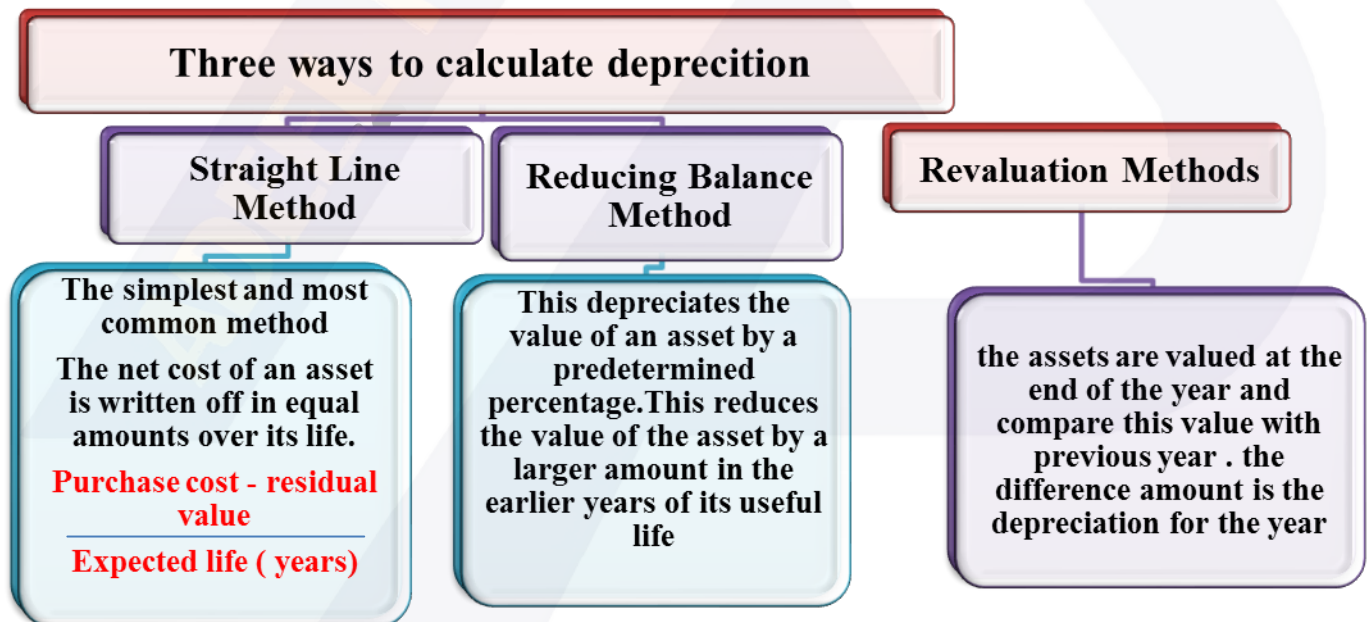 Three ways to calculate deprecition
Straight Line
Method
The simplest and most
common method
The net cost of an asset
is written off in equal
amounts over its life.
Purchase cost - residual
value
Expected life ( years)
Reducing Balance
Method
This depreciates the
value of an asset by a
predetermined
percentage.This reduces
the value of the asset by a
larger amount in the
earlier years of its useful
life
Revaluation Methods
the assets are valued at the
end of the year and
compare this value with
previous year . the
difference amount is the
depreciation for the year